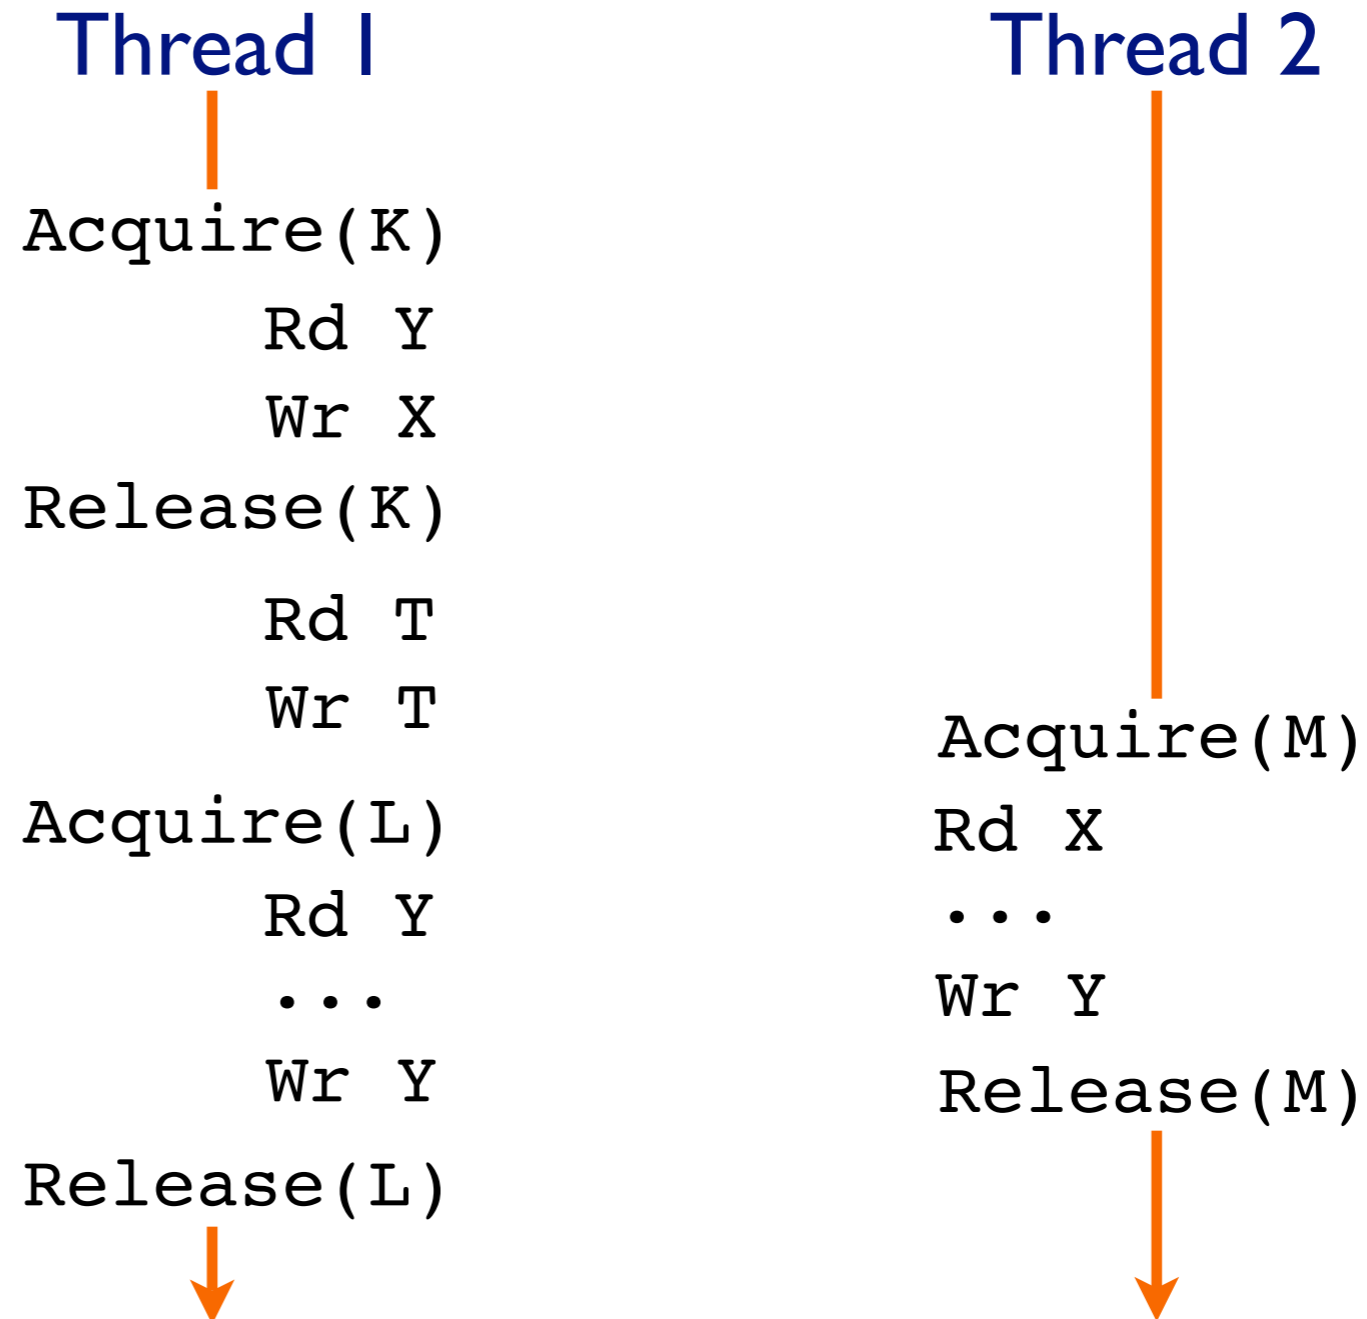 Thread 1
Acquire(K)
Rd Y
Wr X
Release(K)
Rd T
Wr T
Acquire(L)
Rd Y
...
Wr Y
Release(L)
Thread 2
Acquire(M)
Rd X
...
Wr Y
Release(M)